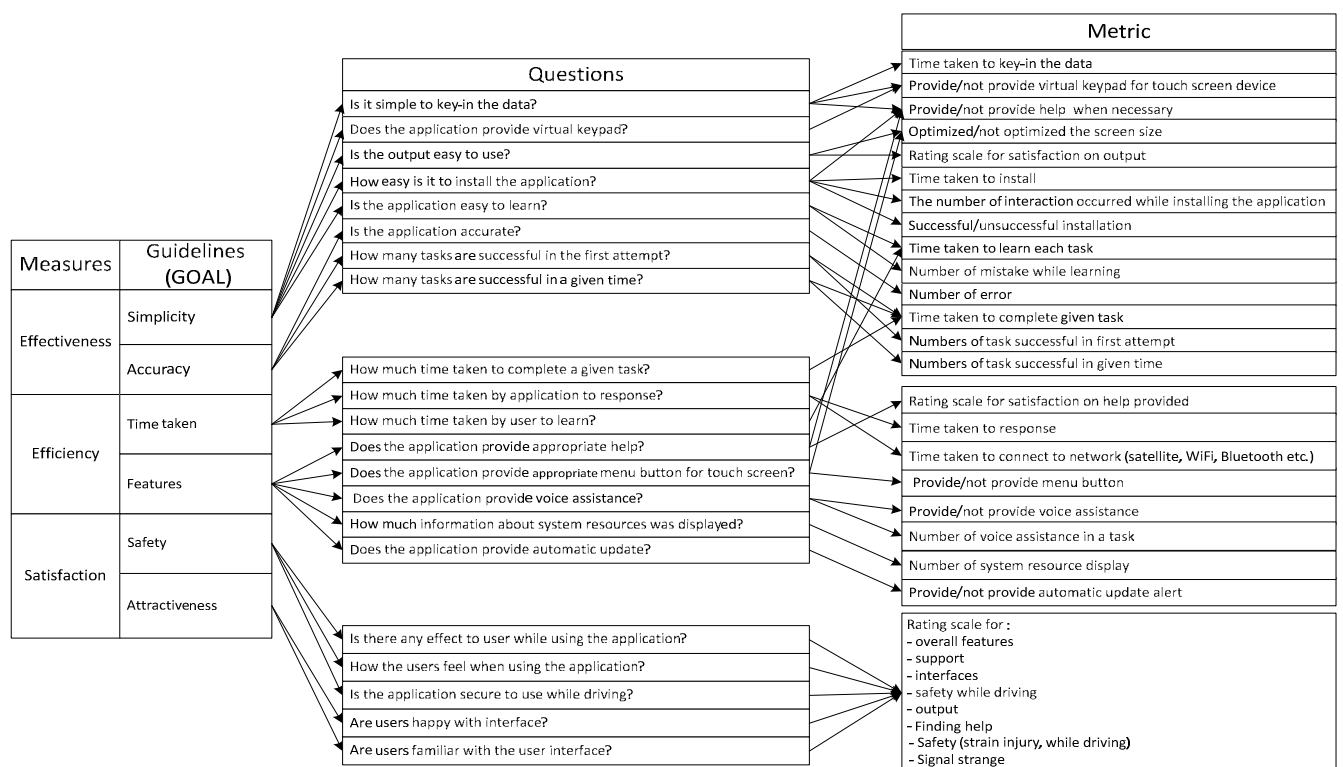 Measures
Guidelines
(GOAL)
Effectiveness
Simplicity
Accuracy
Efficiency
Time taken
Features
Satisfaction
Safety
Attractiveness
Questions
Is it simple to key-in the data?
Does the application provide virtual keypad?
Is the output easy to use?
How easy is it to install the application?
Is the application easy to learn?
Is the application accurate?
How many tasks are successful in the first attempt?
How many tasks are successful in a given time?
How much time taken to complete a given task?
How much time taken by application to response?
How much time taken by user to learn?
Does the application provide appropriate help?
Does the application provide appropriate menu button for touch screen?
Does the application provide voice assistance?
How much information about system resources was displayed?
Does the application provide automatic update?
Is there any effect to user while using the application?
How the users feel when using the application?
Is the application secure to use while driving?
Are users happy with interface?
Are users familiar with the user interface?
Metric
Time taken to key-in the data
Provide/not provide virtual keypad for touch screen device
Provide/not provide help when necessary
Optimized/not optimized the screen size
Rating scale for satisfaction on output
Time taken to install
The number of interaction occurred while installing the application
Successful/unsuccessful installation
Time taken to learn each task
Number of mistake while learning
Number of error
Time taken to complete given task
Numbers of task successful in first attempt
Numbers of task successful in given time
Rating scale for satisfaction on help provided
Time taken to response
Time taken to connect to network (satellite, WiFi, Bluetooth etc.)
Provide/not provide menu button
Provide/not provide voice assistance
Number of voice assistance in a task
Number of system resource display
Provide/not provide automatic update alert
Rating scale for :
- overall features
- support
- interfaces
- safety while driving
- output
- Finding help
- Safety (strain injury, while driving)
- Signal strange